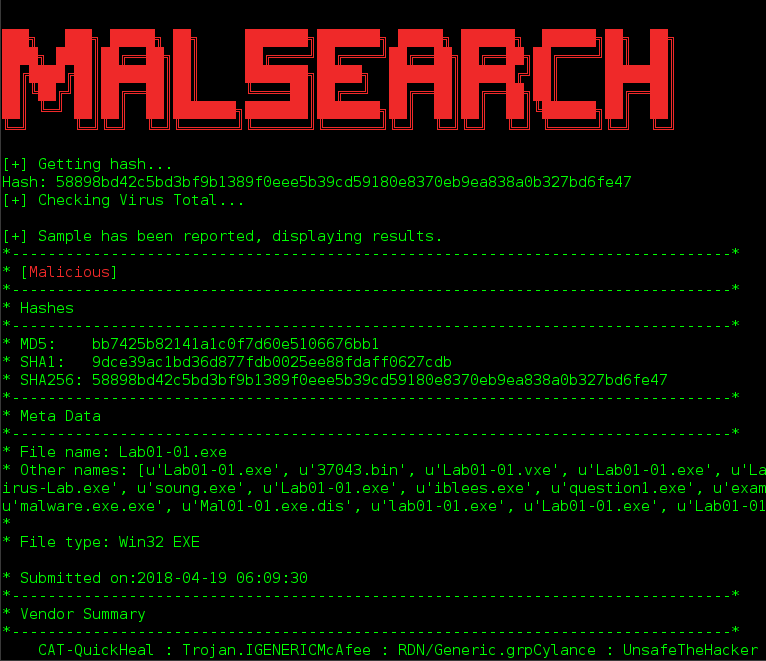 MALSEARCH
[+] Getting hash...
Hash: 58898bd42c5bd3bf9b1389f0eee5b39cd59180e8370eb9ea838a0b327bd6fe47
[+] Checking Virus Total...
[+] Sample has been reported, displaying results.
*--------------------------------------------------------------------------------*
* [Malicious]
*--------------------------------------------------------------------------------*
* Hashes
*--------------------------------------------------------------------------------*
* MD5:    bb7425b82141a1c0f7d60e5106676bb1
* SHA1:   9dce39ac1bd36d877fdb0025ee88fdaff0627cdb
* SHA256: 58898bd42c5bd3bf9b1389f0eee5b39cd59180e8370eb9ea838a0b327bd6fe47
*--------------------------------------------------------------------------------*
* Meta Data
*--------------------------------------------------------------------------------*
* File name: Lab01-01.exe
* Other names: [u'Lab01-01.exe', u'37043.bin', u'Lab01-01.vxe', u'Lab01-01.exe', u'La
irus-Lab.exe', u'soung.exe', u'Lab01-01.exe', u'iblees.exe', u'question1.exe', u'exam
u'malware.exe.exe', u'Mal01-01.exe.dis', u'lab01-01.exe', u'Lab01-01.exe', u'Lab01-01
*
* File type: Win32 EXE
* Submitted on:2018-04-19 06:09:30
*--------------------------------------------------------------------------------*
* Vendor Summary
*--------------------------------------------------------------------------------*
    CAT-QuickHeal : Trojan.IGENERICMcAfee : RDN/Generic.grpCylance : UnsafeTheHacker